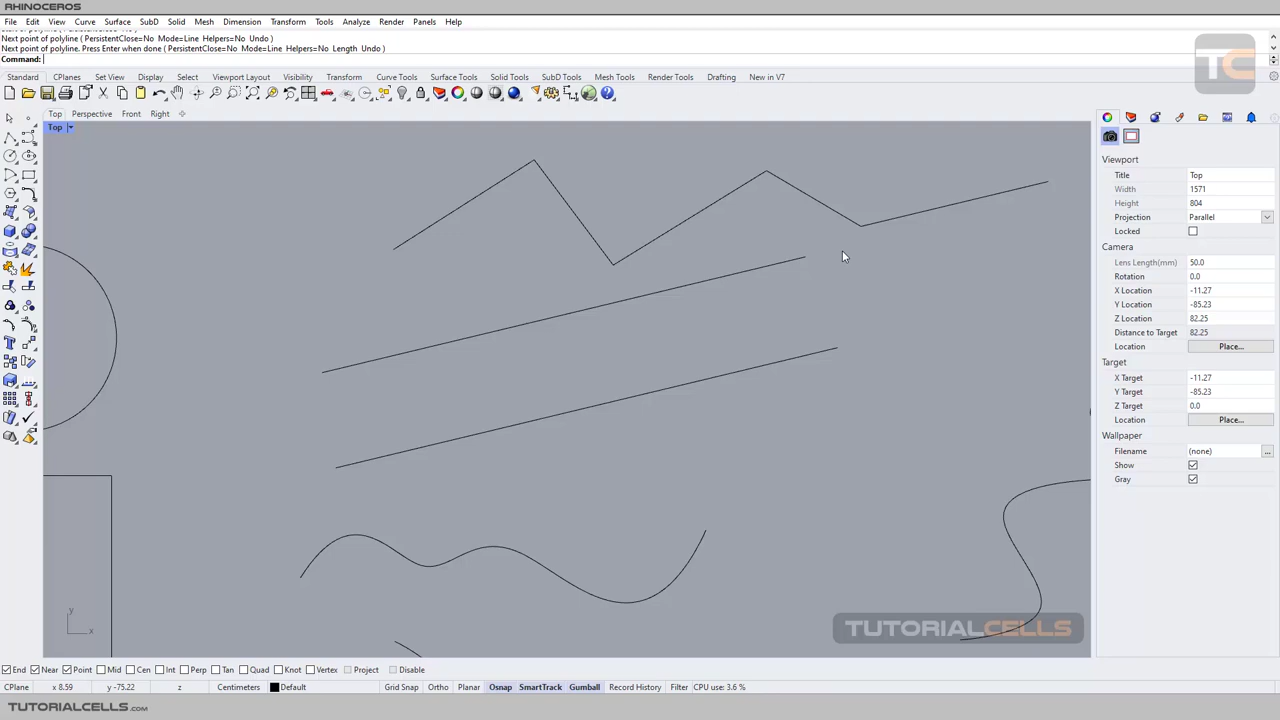 RHINOCEROS
File Edit View Curve Surface SubD Solid Mesh Dimension Transform Tools Analyze Render Panels Help
Next point of polyline ( PersistentClose=No Mode=Line Helpers=No Undo )
Next point of polyline. Press Enter when done ( PersistentClose=No Mode=Line Helpers=No Length Undo )
Command:
TC
Standard CPlanes Set View Display Select Viewport Layout Visibility Transform Curve Tools Surface Tools Solid Tools SubD Tools Mesh Tools Render Tools Drafting New in V7
Top Perspective Front Right
Top
Viewport
Title Top
Width 1571
Height 804
Projection Parallel
Locked
Camera
Lens Length(mm) 50.0
Rotation 0.0
X Location -11.27
Y Location -85.23
Z Location 82.25
Distance to Target 82.25
Location Place...
Target
X Target -11.27
Y Target -85.23
Z Target 0.0
Location Place...
Wallpaper
Filename (none) ...
Show
Gray
y
x
TUTORIALCELLS
End Near Point Mid Cen Int Perp Tan Quad Knot Vertex Project Disable
CPlane x 8.59 y -75.22 z Centimeters Default Grid Snap Ortho Planar Osnap SmartTrack Gumball Record History Filter CPU use: 3.6 %
TUTORIALCELLS.com